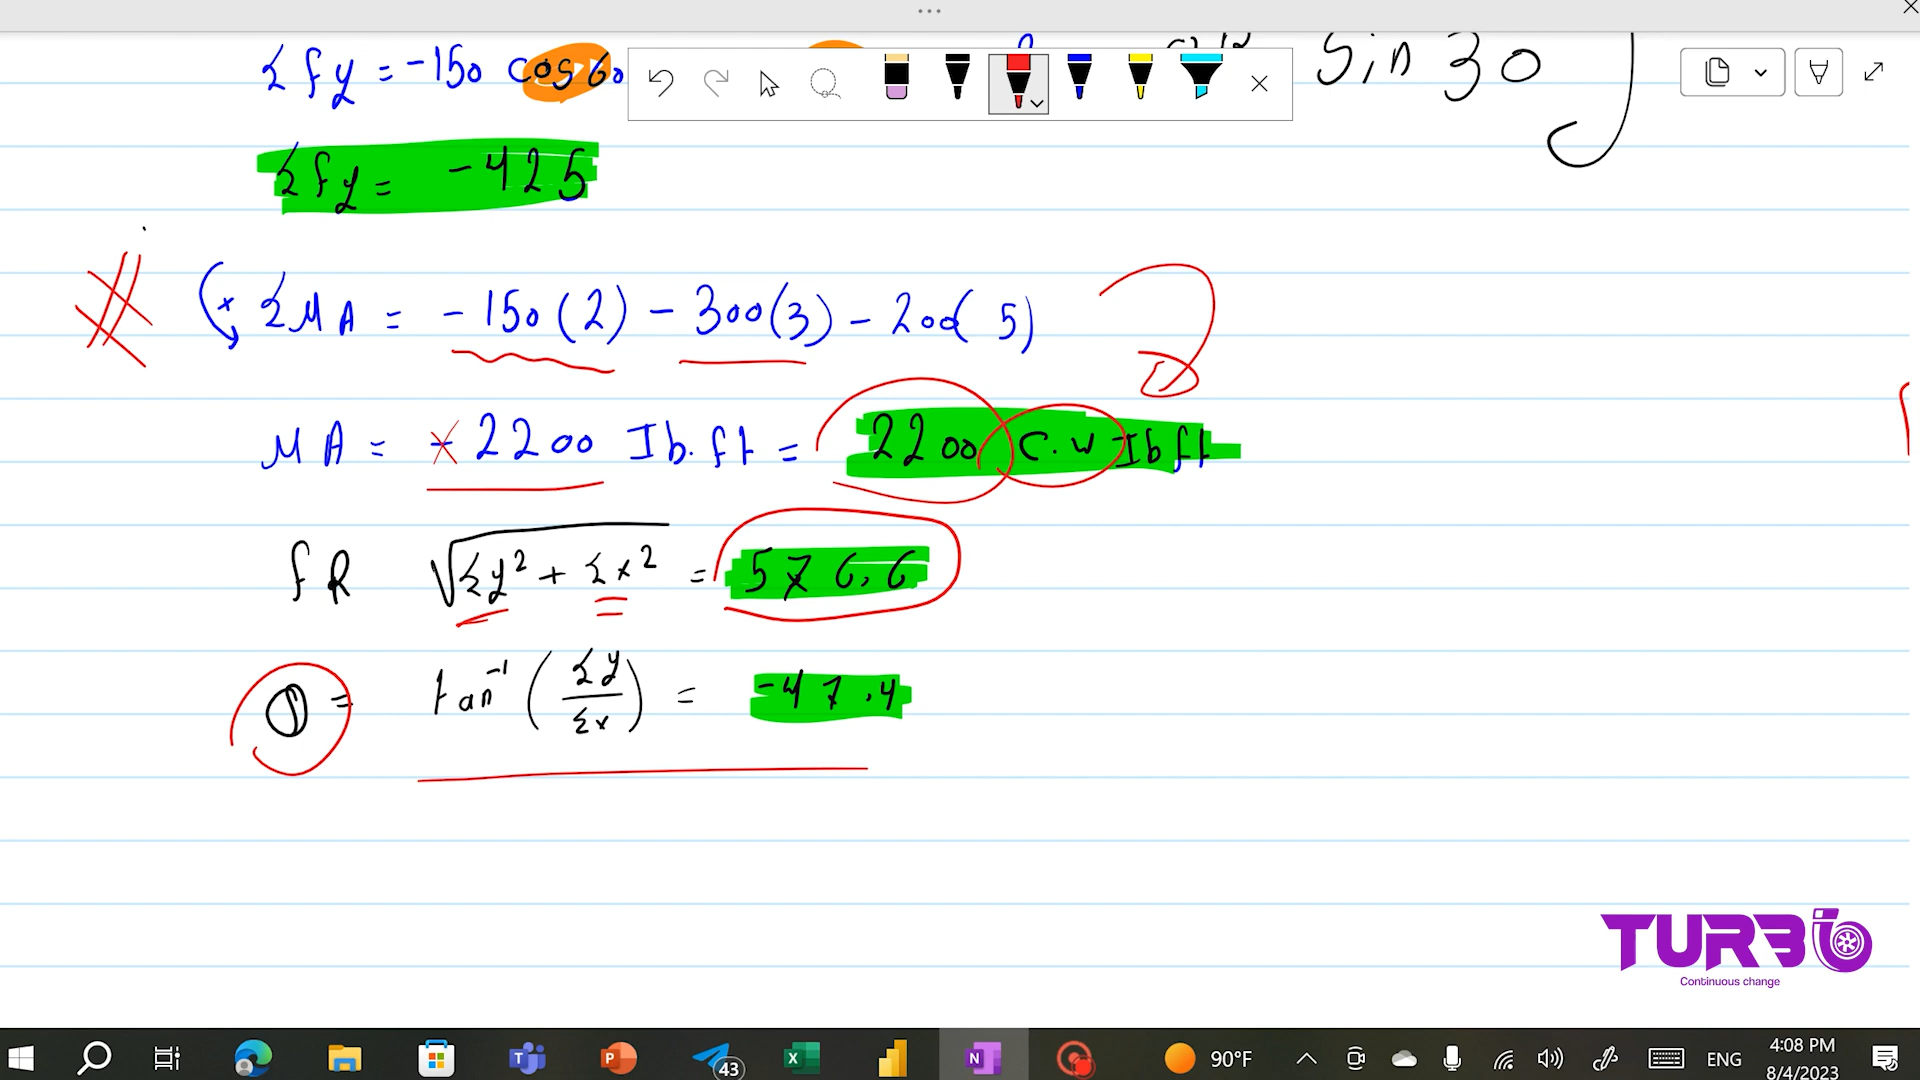 Σfy = -150 cos 60
Sin 30
Σfy = -425
+ ΣMA = -150(2) - 300(3) - 200(5)
MA = -2200 Ib.ft = 2200 C.W Ib ft
fR √Σy² + Σx² = 576.6
θ = tan⁻¹ (Σy/Σx) = -47.4
TURBO
Continuous change
43
90°F
ENG
4:08 PM
8/4/2023